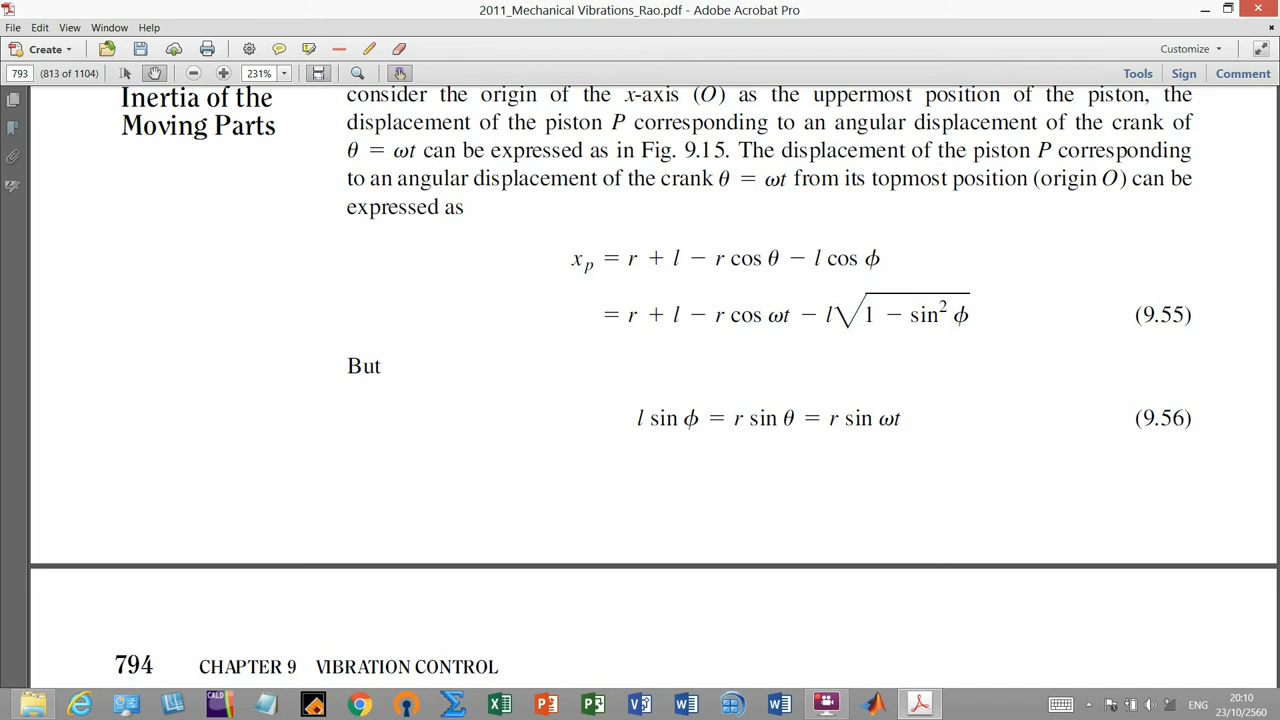 2011_Mechanical Vibrations_Rao.pdf - Adobe Acrobat Pro
File Edit View Window Help
Create Customize
793 (813 of 1104) 231% Tools Sign Comment
Inertia of the
Moving Parts
consider the origin of the x-axis (O) as the uppermost position of the piston, the
displacement of the piston P corresponding to an angular displacement of the crank of
θ = ωt can be expressed as in Fig. 9.15. The displacement of the piston P corresponding
to an angular displacement of the crank θ = ωt from its topmost position (origin O) can be
expressed as
xₚ = r + l − r cos θ − l cos ϕ
= r + l − r cos ωt − l√(1 − sin² ϕ) (9.55)
But
l sin ϕ = r sin θ = r sin ωt (9.56)
794 CHAPTER 9 VIBRATION CONTROL
CALD ENG 20:10
23/10/2560